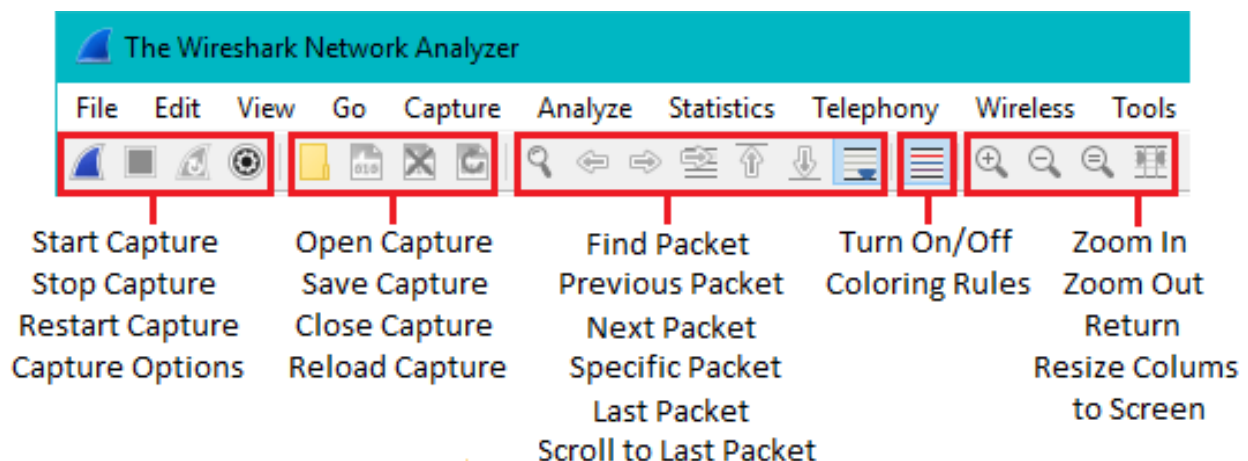 The Wireshark Network Analyzer
File Edit View Go Capture Analyze Statistics Telephony Wireless Tools
010
Start Capture
Stop Capture
Restart Capture
Capture Options
Open Capture
Save Capture
Close Capture
Reload Capture
Find Packet
Previous Packet
Next Packet
Specific Packet
Last Packet
Scroll to Last Packet
Turn On/Off
Coloring Rules
Zoom In
Zoom Out
Return
Resize Colums
to Screen